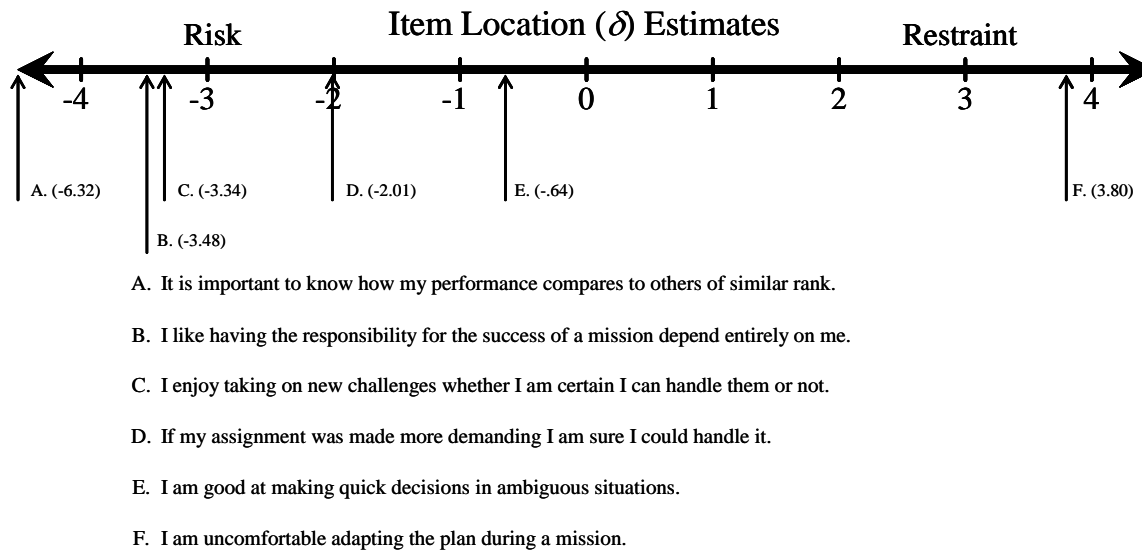 Item Location (δ) Estimates
Risk Restraint
-4 -3 -2 -1 0 1 2 3 4
A. (-6.32) C. (-3.34) D. (-2.01) E. (-.64) F. (3.80)
B. (-3.48)
A. It is important to know how my performance compares to others of similar rank.
B. I like having the responsibility for the success of a mission depend entirely on me.
C. I enjoy taking on new challenges whether I am certain I can handle them or not.
D. If my assignment was made more demanding I am sure I could handle it.
E. I am good at making quick decisions in ambiguous situations.
F. I am uncomfortable adapting the plan during a mission.